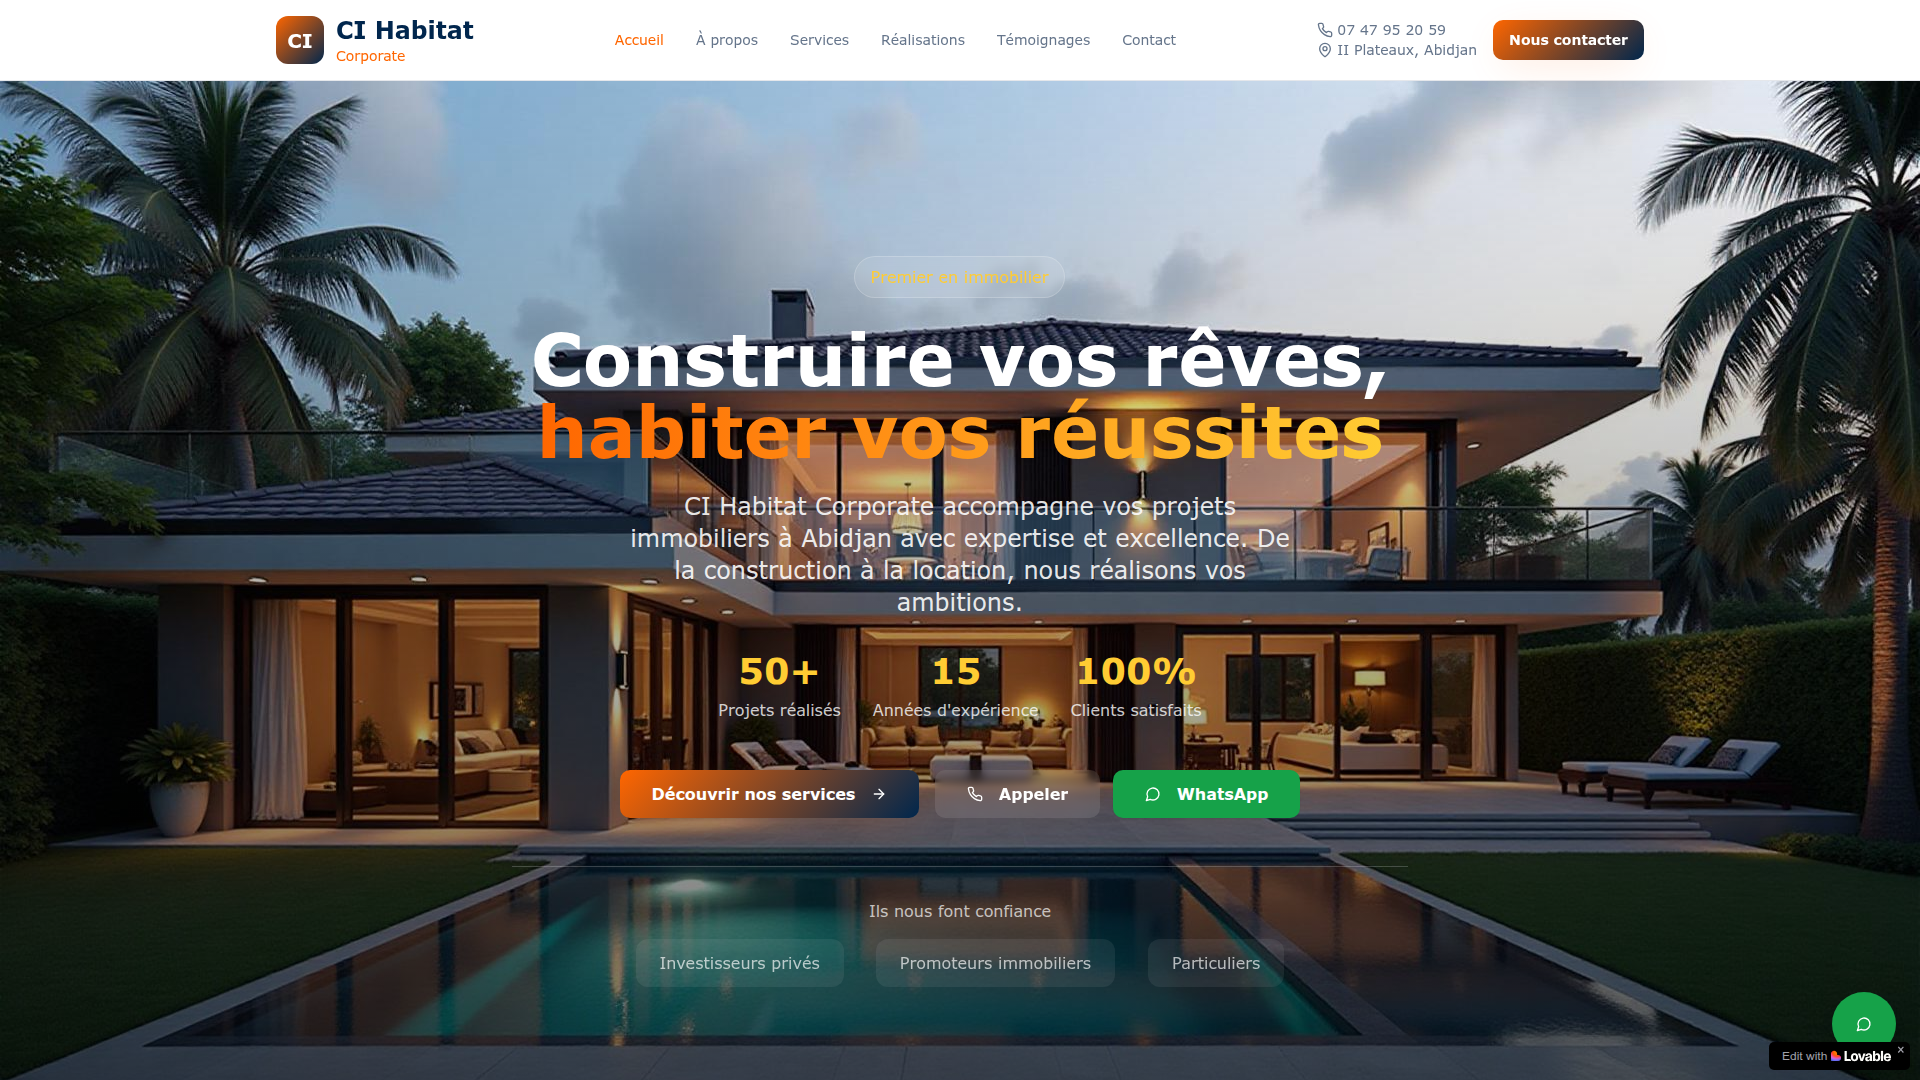 CI
CI Habitat
Corporate
Accueil
À propos
Services
Réalisations
Témoignages
Contact
07 47 95 20 59
II Plateaux, Abidjan
Nous contacter
Premier en immobilier
Construire vos rêves,
habiter vos réussites
CI Habitat Corporate accompagne vos projets
immobiliers à Abidjan avec expertise et excellence. De
la construction à la location, nous réalisons vos
ambitions.
50+
Projets réalisés
15
Années d'expérience
100%
Clients satisfaits
Découvrir nos services
Appeler
WhatsApp
Ils nous font confiance
Investisseurs privés
Promoteurs immobiliers
Particuliers
Edit with Lovable